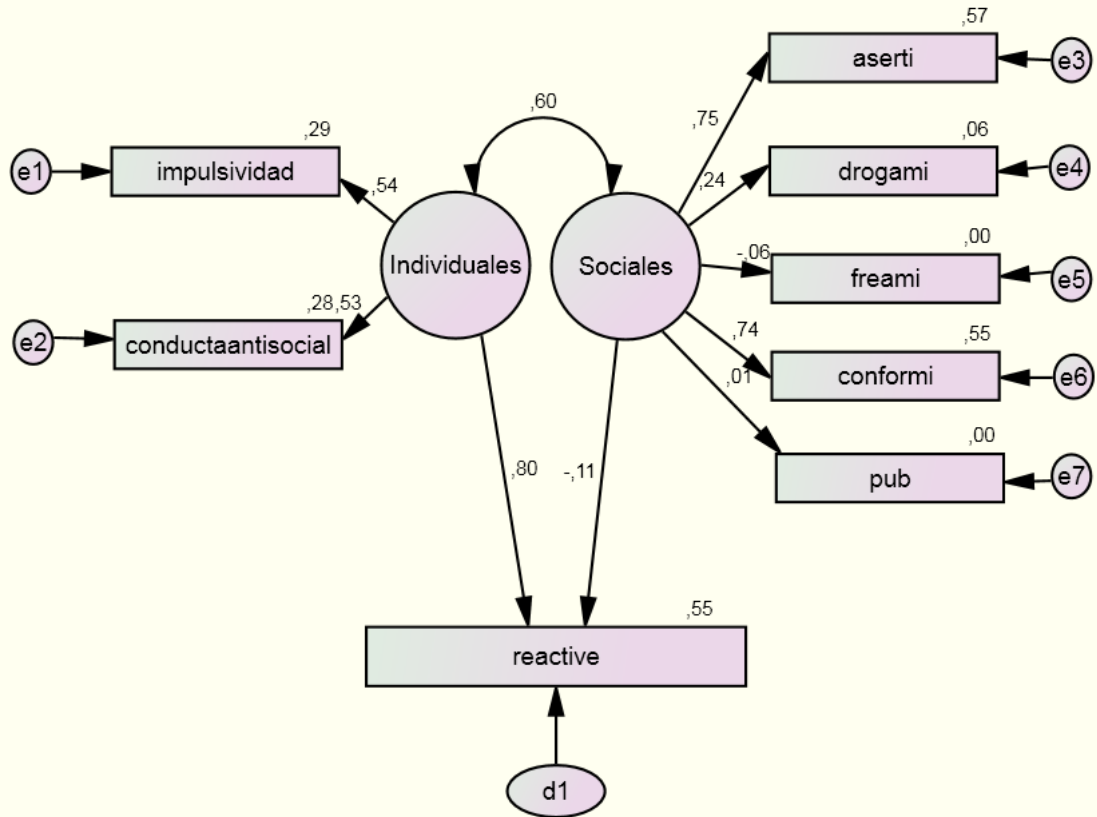 ,57
aserti
e3
,60
,75
,29
,06
e1
impulsividad
,54
,24
drogami
e4
-,06
,00
Individuales
Sociales
freami
e5
,28
,53
,74
,55
e2
conductaantisocial
,01
conformi
e6
,00
,80
-,11
pub
e7
,55
reactive
d1